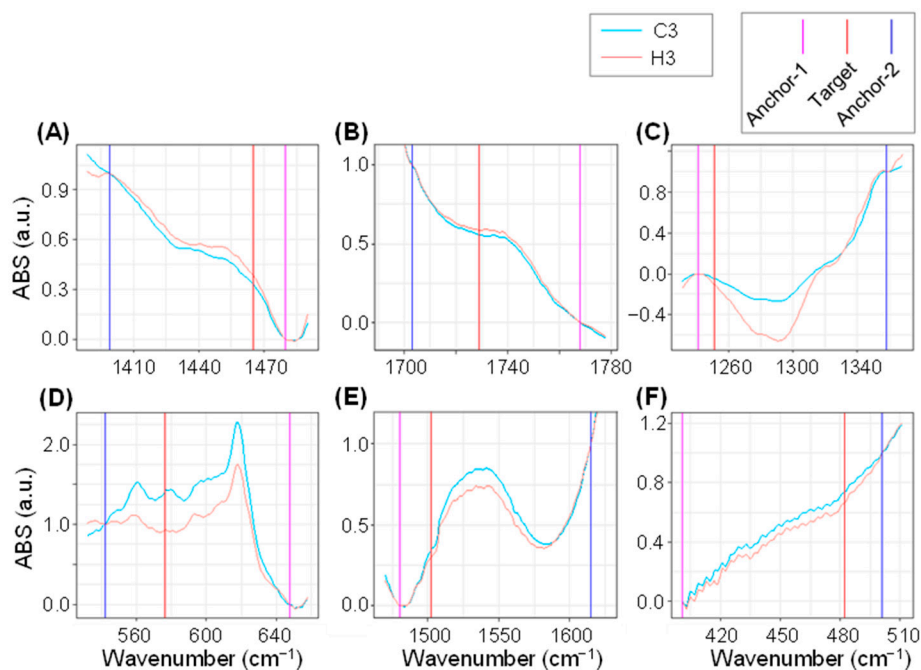 C3
H3
Anchor-1
Target
Anchor-2
(A)
(B)
(C)
ABS (a.u.)
0.9
0.6
0.3
0.0
1410 1440 1470
1.0
0.5
0.0
1700 1740 1780
0.8
0.4
0.0
−0.4
1260 1300 1340
(D)
(E)
(F)
ABS (a.u.)
2.0
1.0
0.0
560 600 640
Wavenumber (cm⁻¹)
1.0
0.5
0.0
1500 1550 1600
Wavenumber (cm⁻¹)
1.2
0.8
0.4
0.0
420 450 480 510
Wavenumber (cm⁻¹)